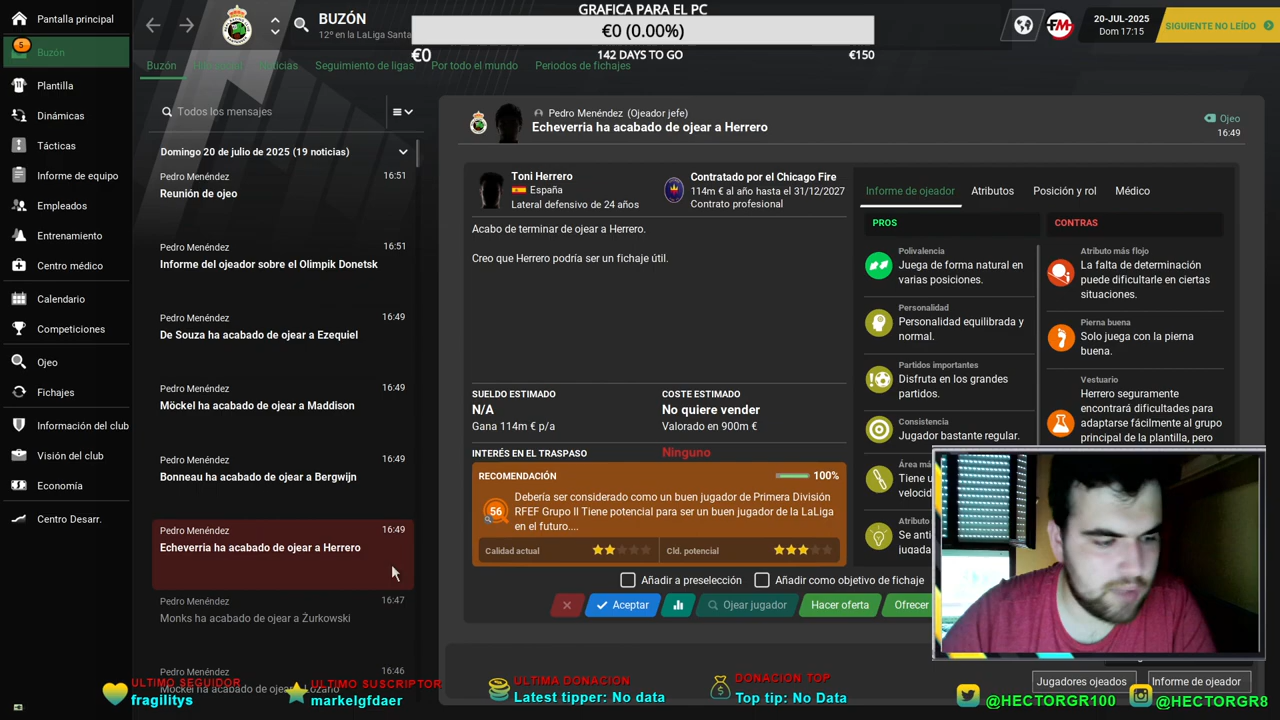 Pantalla principal
5
Buzón
Plantilla
Dinámicas
Tácticas
Informe de equipo
Empleados
Entrenamiento
Centro médico
Calendario
Competiciones
Ojeo
Fichajes
Información del club
Visión del club
Economía
Centro Desarr.
BUZÓN
12º en la LaLiga Santa
GRAFICA PARA EL PC
€0 (0.00%)
€0
142 DAYS TO GO
€150
FM
20-JUL-2025
Dom 17:15
SIGUIENTE NO LEÍDO
Buzón
Noticias
Seguimiento de ligas
Por todo el mundo
Periodos de fichajes
Todos los mensajes
Domingo 20 de julio de 2025 (19 noticias)
Pedro Menéndez 16:51
Reunión de ojeo
Pedro Menéndez 16:51
Informe del ojeador sobre el Olimpik Donetsk
Pedro Menéndez 16:49
De Souza ha acabado de ojear a Ezequiel
Pedro Menéndez 16:49
Möckel ha acabado de ojear a Maddison
Pedro Menéndez 16:49
Bonneau ha acabado de ojear a Bergwijn
Pedro Menéndez 16:49
Echeverria ha acabado de ojear a Herrero
Pedro Menéndez 16:47
Monks ha acabado de ojear a Żurkowski
Pedro Menéndez 16:46
Möckel ha acabado de ojear a Lozano
Pedro Menéndez (Ojeador jefe)
Echeverria ha acabado de ojear a Herrero
Ojeo
16:49
Toni Herrero
España
Lateral defensivo de 24 años
Contratado por el Chicago Fire
114m € al año hasta el 31/12/2027
Contrato profesional
Acabo de terminar de ojear a Herrero.
Creo que Herrero podría ser un fichaje útil.
SUELDO ESTIMADO
N/A
Gana 114m € p/a
COSTE ESTIMADO
No quiere vender
Valorado en 900m €
INTERÉS EN EL TRASPASO
Ninguno
RECOMENDACIÓN
100%
56
Debería ser considerado como un buen jugador de Primera División
RFEF Grupo II Tiene potencial para ser un buen jugador de la LaLiga
en el futuro....
Calidad actual
Cld. potencial
Añadir a preselección
Añadir como objetivo de fichaje
Aceptar
Ojear jugador
Hacer oferta
Ofrecer
Informe de ojeador
Atributos
Posición y rol
Médico
PROS
Polivalencia
Juega de forma natural en
varias posiciones.
Personalidad
Personalidad equilibrada y
normal.
Partidos importantes
Disfruta en los grandes
partidos.
Consistencia
Jugador bastante regular.
Tiene u
velocid
Atributo
Se anti
jugada
CONTRAS
Atributo más flojo
La falta de determinación
puede dificultarle en ciertas
situaciones.
Pierna buena
Solo juega con la pierna
buena.
Vestuario
Herrero seguramente
encontrará dificultades para
adaptarse fácilmente al grupo
principal de la plantilla, pero
Jugadores ojeados
Informe de ojeador
ULTIMO SEGUIDOR
fragilitys
ULTIMO SUSCRIPTOR
markelgfdaer
ULTIMA DONACION
Latest tipper: No data
DONACION TOP
Top tip: No Data
@HECTORGR100
@HECTORGR8